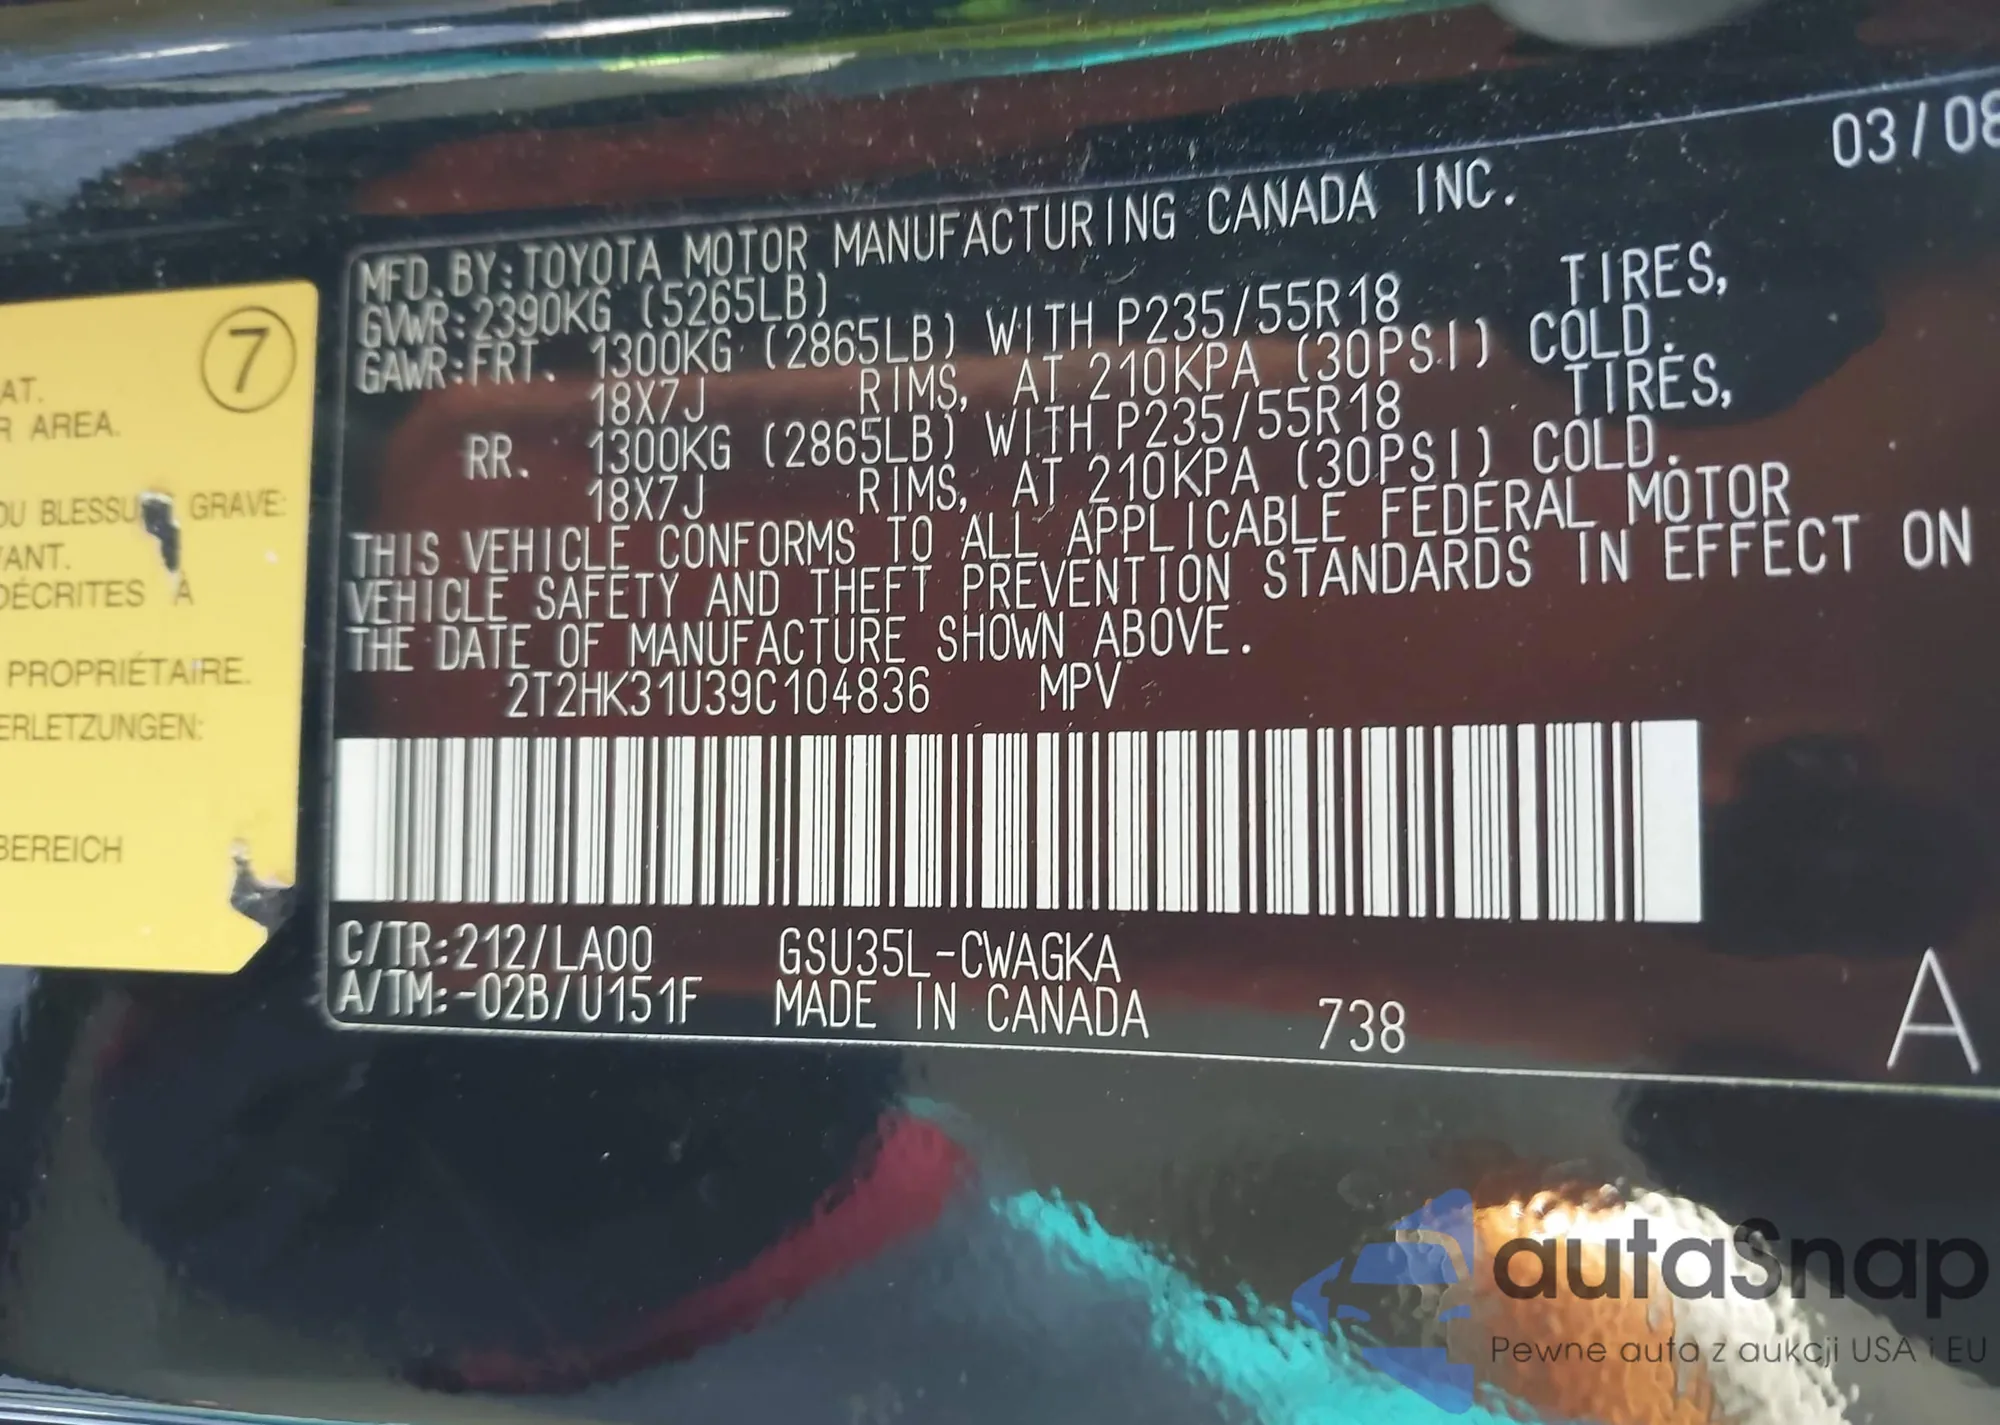 03/08
MFD.BY:TOYOTA MOTOR MANUFACTURING CANADA INC.
GVWR:2390KG (5265LB)
GAWR:FRT. 1300KG (2865LB) WITH P235/55R18 TIRES,
18X7J RIMS, AT 210KPA (30PSI) COLD.
RR. 1300KG (2865LB) WITH P235/55R18 TIRES,
18X7J RIMS, AT 210KPA (30PSI) COLD.
THIS VEHICLE CONFORMS TO ALL APPLICABLE FEDERAL MOTOR
VEHICLE SAFETY AND THEFT PREVENTION STANDARDS IN EFFECT ON
THE DATE OF MANUFACTURE SHOWN ABOVE.
2T2HK31U39C104836 MPV
C/TR:212/LA00 GSU35L-CWAGKA
A/TM:-02B/U151F MADE IN CANADA 738 A
7
AT.
R AREA.
OU BLESSU GRAVE:
VANT.
DÉCRITES À
PROPRIÉTAIRE.
ERLETZUNGEN:
BEREICH
autaSnap
Pewne auta z aukcji USA i EU